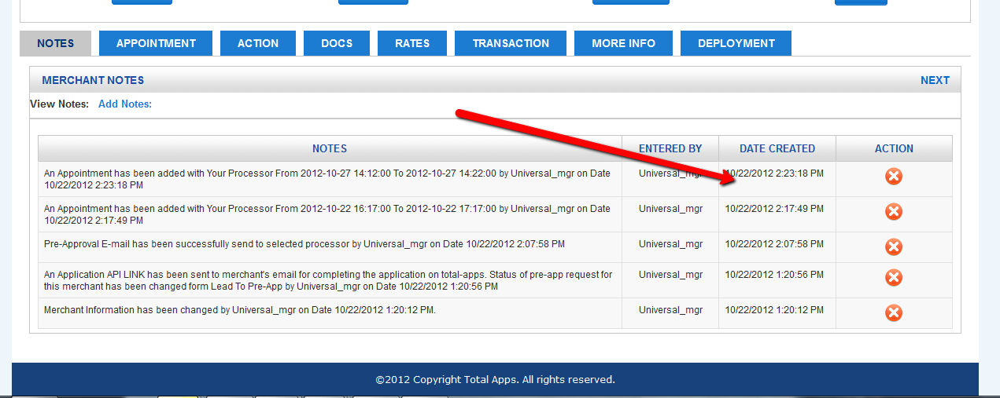 NOTES APPOINTMENT ACTION DOCS RATES TRANSACTION MORE INFO DEPLOYMENT
MERCHANT NOTES NEXT
View Notes: Add Notes:
NOTES ENTERED BY DATE CREATED ACTION
An Appointment has been added with Your Processor From 2012-10-27 14:12:00 To 2012-10-27 14:22:00 by Universal_mgr on Date
10/22/2012 2:23:18 PM
Universal_mgr
10/22/2012 2:23:18 PM
An Appointment has been added with Your Processor From 2012-10-22 16:17:00 To 2012-10-22 17:17:00 by Universal_mgr on Date
10/22/2012 2:17:49 PM
Universal_mgr
10/22/2012 2:17:49 PM
Pre-Approval E-mail has been successfully send to selected processor by Universal_mgr on Date 10/22/2012 2:07:58 PM
Universal_mgr
10/22/2012 2:07:58 PM
An Application API LINK has been sent to merchant's email for completing the application on total-apps. Status of pre-app request for
this merchant has been changed form Lead To Pre-App by Universal_mgr on Date 10/22/2012 1:20:56 PM
Universal_mgr
10/22/2012 1:20:56 PM
Merchant Information has been changed by Universal_mgr on Date 10/22/2012 1:20:12 PM.
Universal_mgr
10/22/2012 1:20:12 PM
©2012 Copyright Total Apps. All rights reserved.